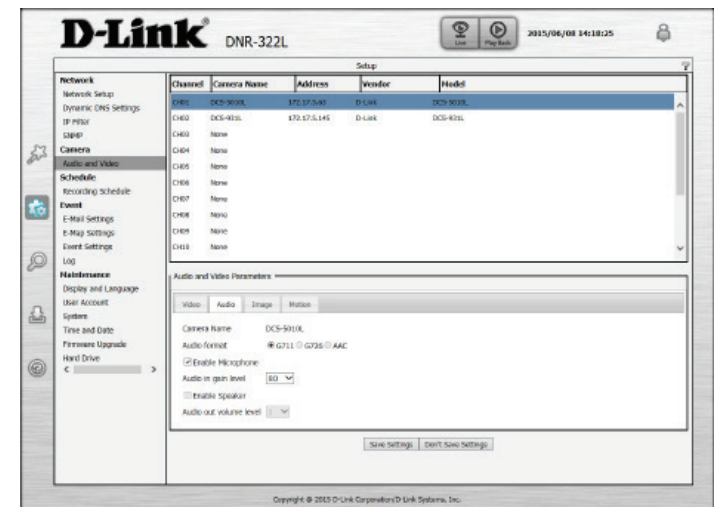 D-Link DNR-322L Live Play Back 2015/06/08 14:18:25
Setup ?
Network
Network Setup
Dynamic DNS Settings
IP Filter
SNMP
Camera
Audio and Video
Schedule
Recording Schedule
Event
E-Mail Settings
E-Map Settings
Event Settings
Log
Maintenance
Display and Language
User Account
System
Time and Date
Firmware Upgrade
Hard Drive
Channel Camera Name Address Vendor Model
CH01 DCS-5010L D-Link DCS-5010L
CH02 DCS-931L 172.17.5.145 D-Link DCS-931L
CH03 None
CH04 None
CH05 None
CH06 None
CH07 None
CH08 None
CH09 None
CH10 None
Audio and Video Parameters
Video Audio Image Motion
Camera Name DCS-5010L
Audio format G711 G726 AAC
Enable Microphone
Audio in gain level 80
Enable Speaker
Audio out volume level
Save Settings Don't Save Settings
Copyright @ 2015 D-Link Corporation/D-Link Systems, Inc.